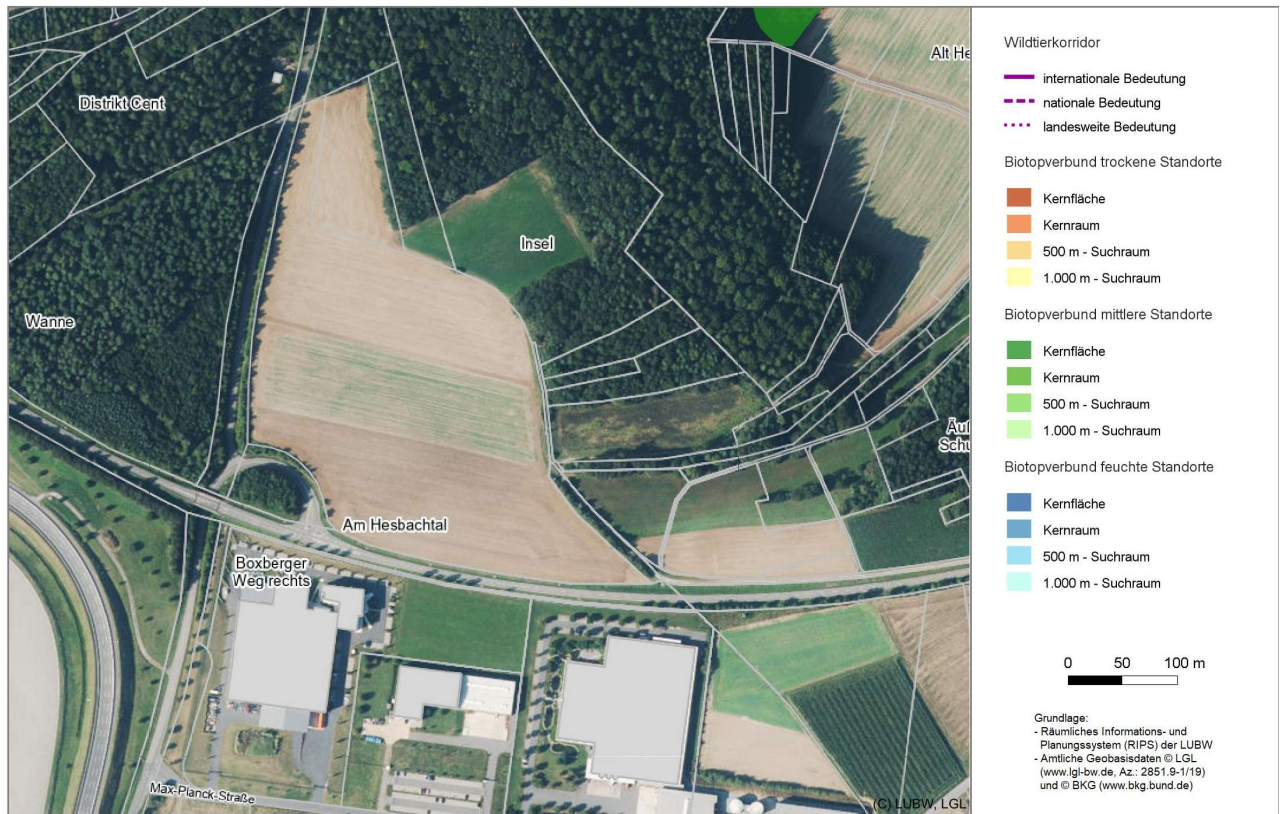 Alt He
Distrikt Cent
Insel
Wanne
Äuß
Schu
Am Hesbachtal
Boxberger
Weg rechts
Max-Planck-Straße
(C) LUBW, LGL
Wildtierkorridor
internationale Bedeutung
nationale Bedeutung
landesweite Bedeutung
Biotopverbund trockene Standorte
Kernfläche
Kernraum
500 m - Suchraum
1.000 m - Suchraum
Biotopverbund mittlere Standorte
Kernfläche
Kernraum
500 m - Suchraum
1.000 m - Suchraum
Biotopverbund feuchte Standorte
Kernfläche
Kernraum
500 m - Suchraum
1.000 m - Suchraum
0 50 100 m
Grundlage:
- Räumliches Informations- und
Planungssystem (RIPS) der LUBW
- Amtliche Geobasisdaten © LGL
(www.lgl-bw.de, Az.: 2851.9-1/19)
und © BKG (www.bkg.bund.de)